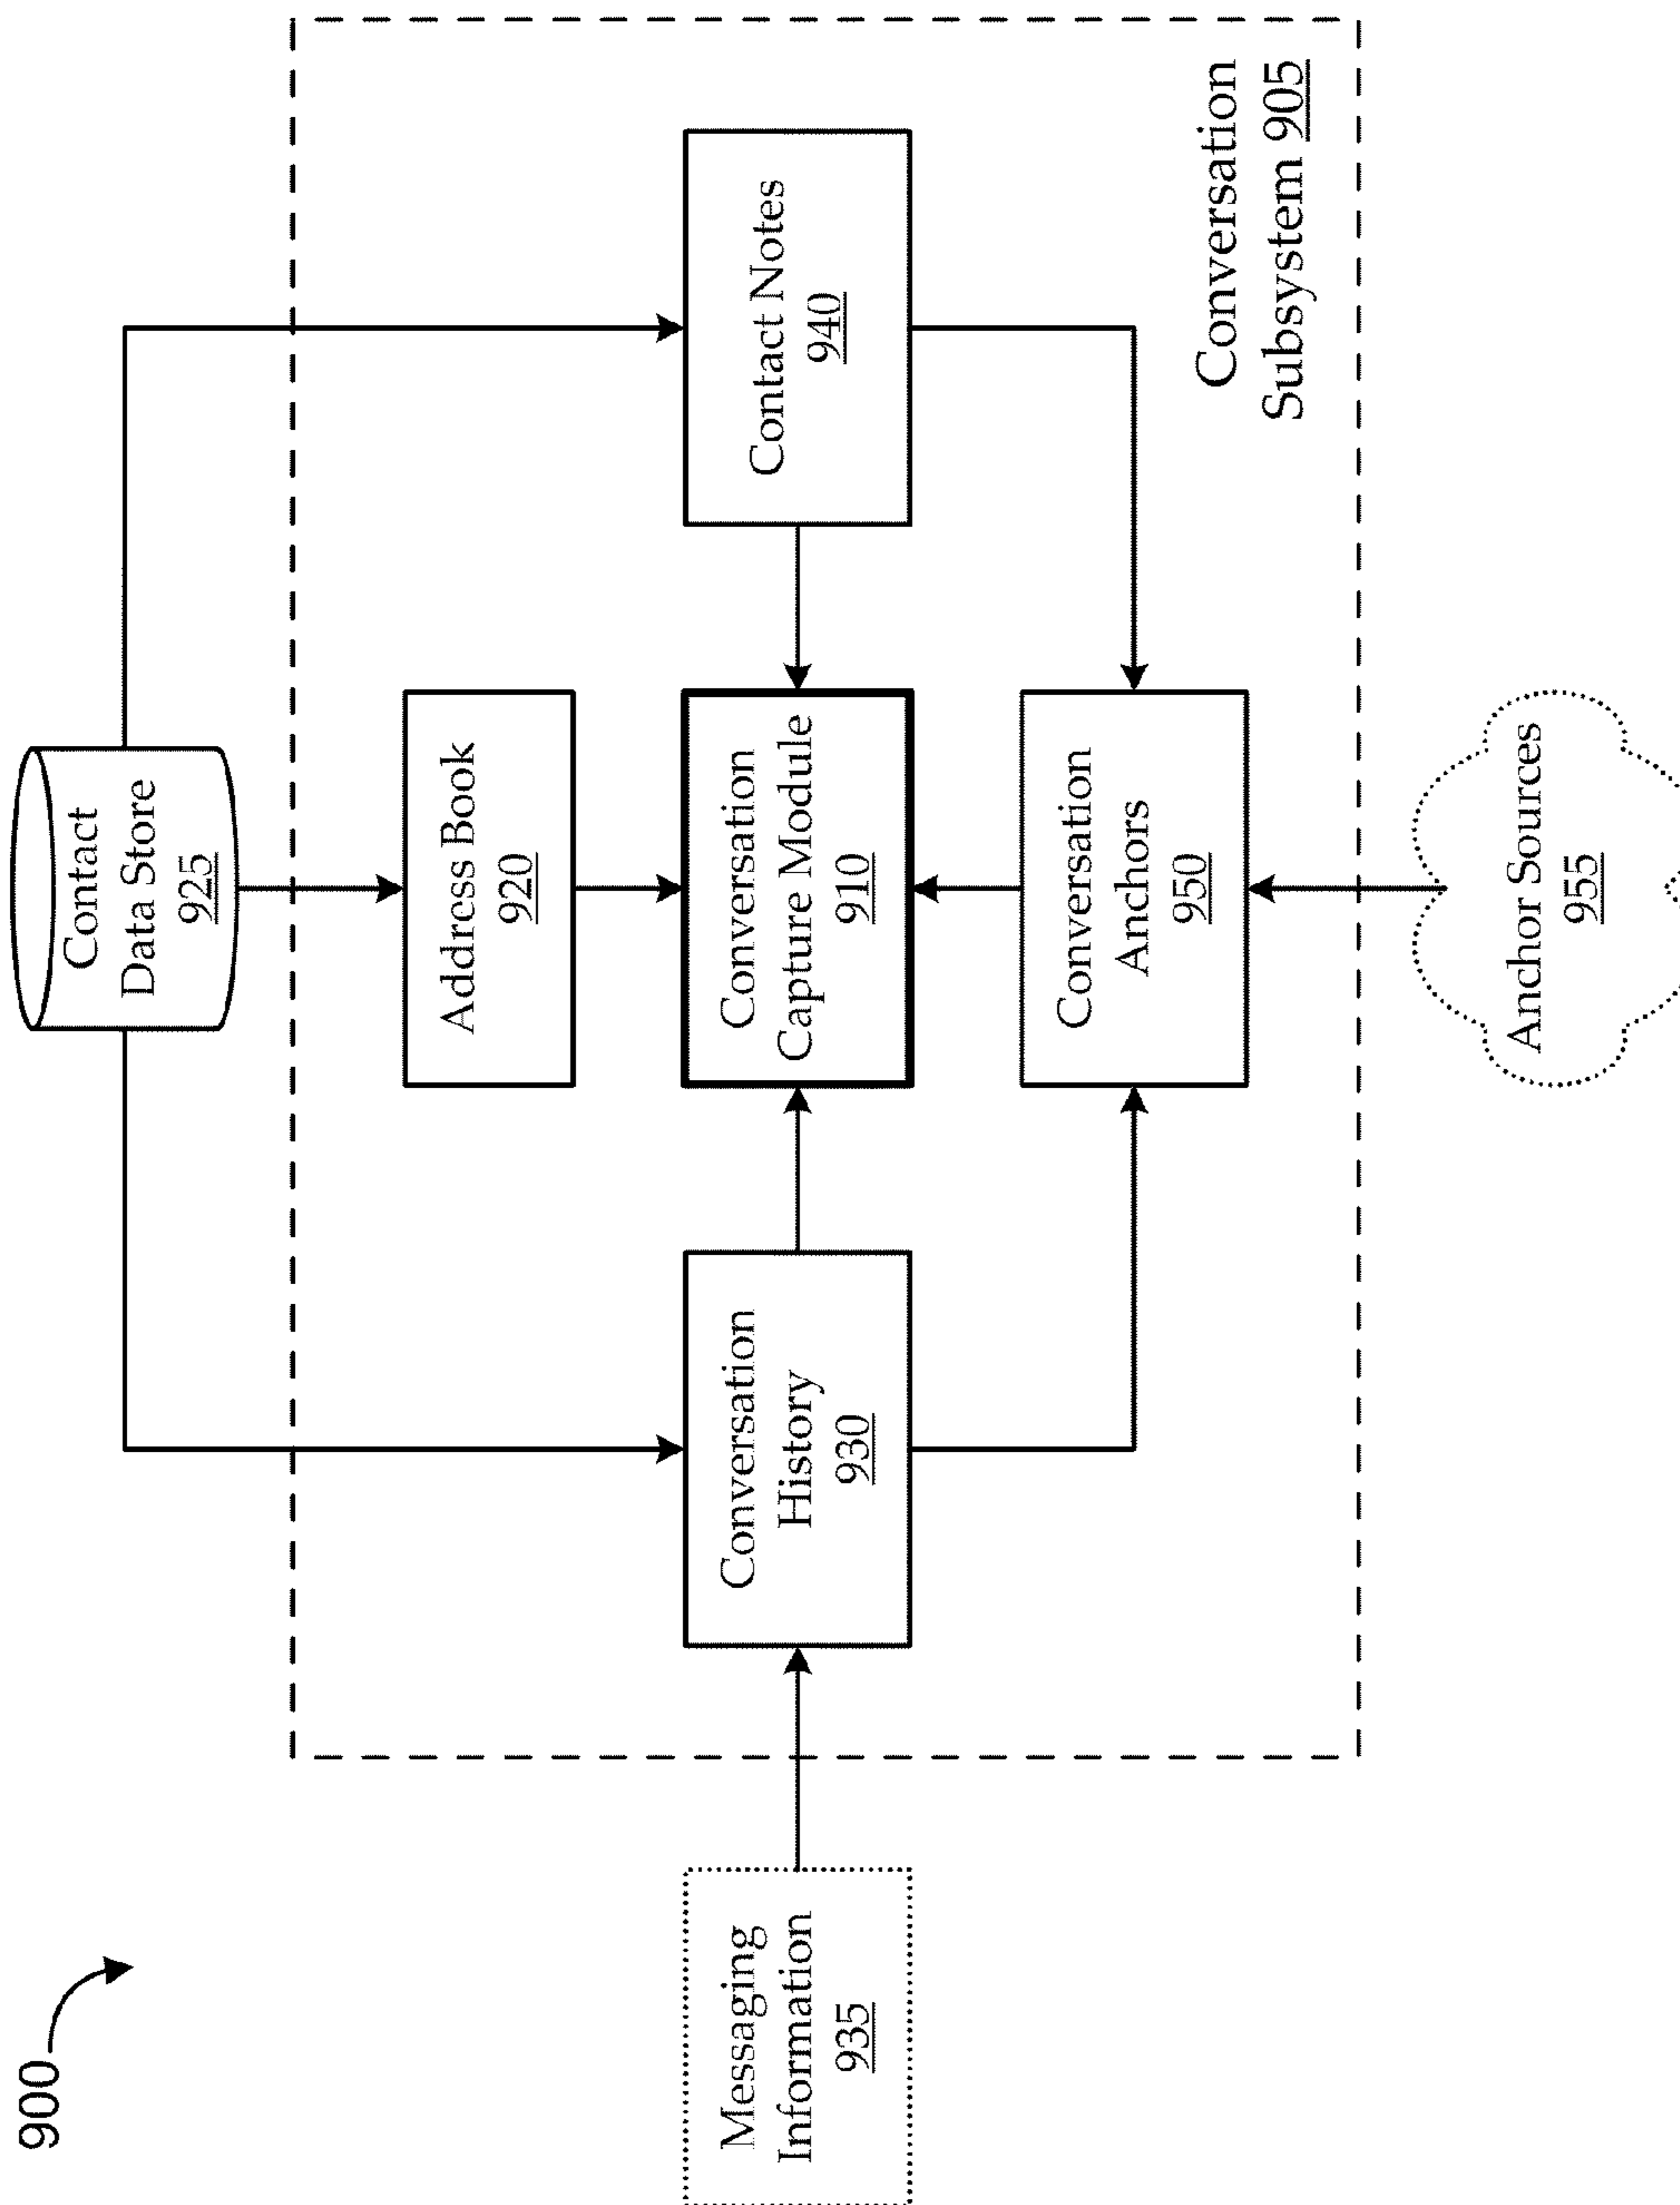 900
Contact
Data Store
925
Address Book
920
Messaging
Information
935
Conversation
History
930
Conversation
Capture Module
910
Contact Notes
940
Conversation
Anchors
950
Conversation
Subsystem 905
Anchor Sources
955